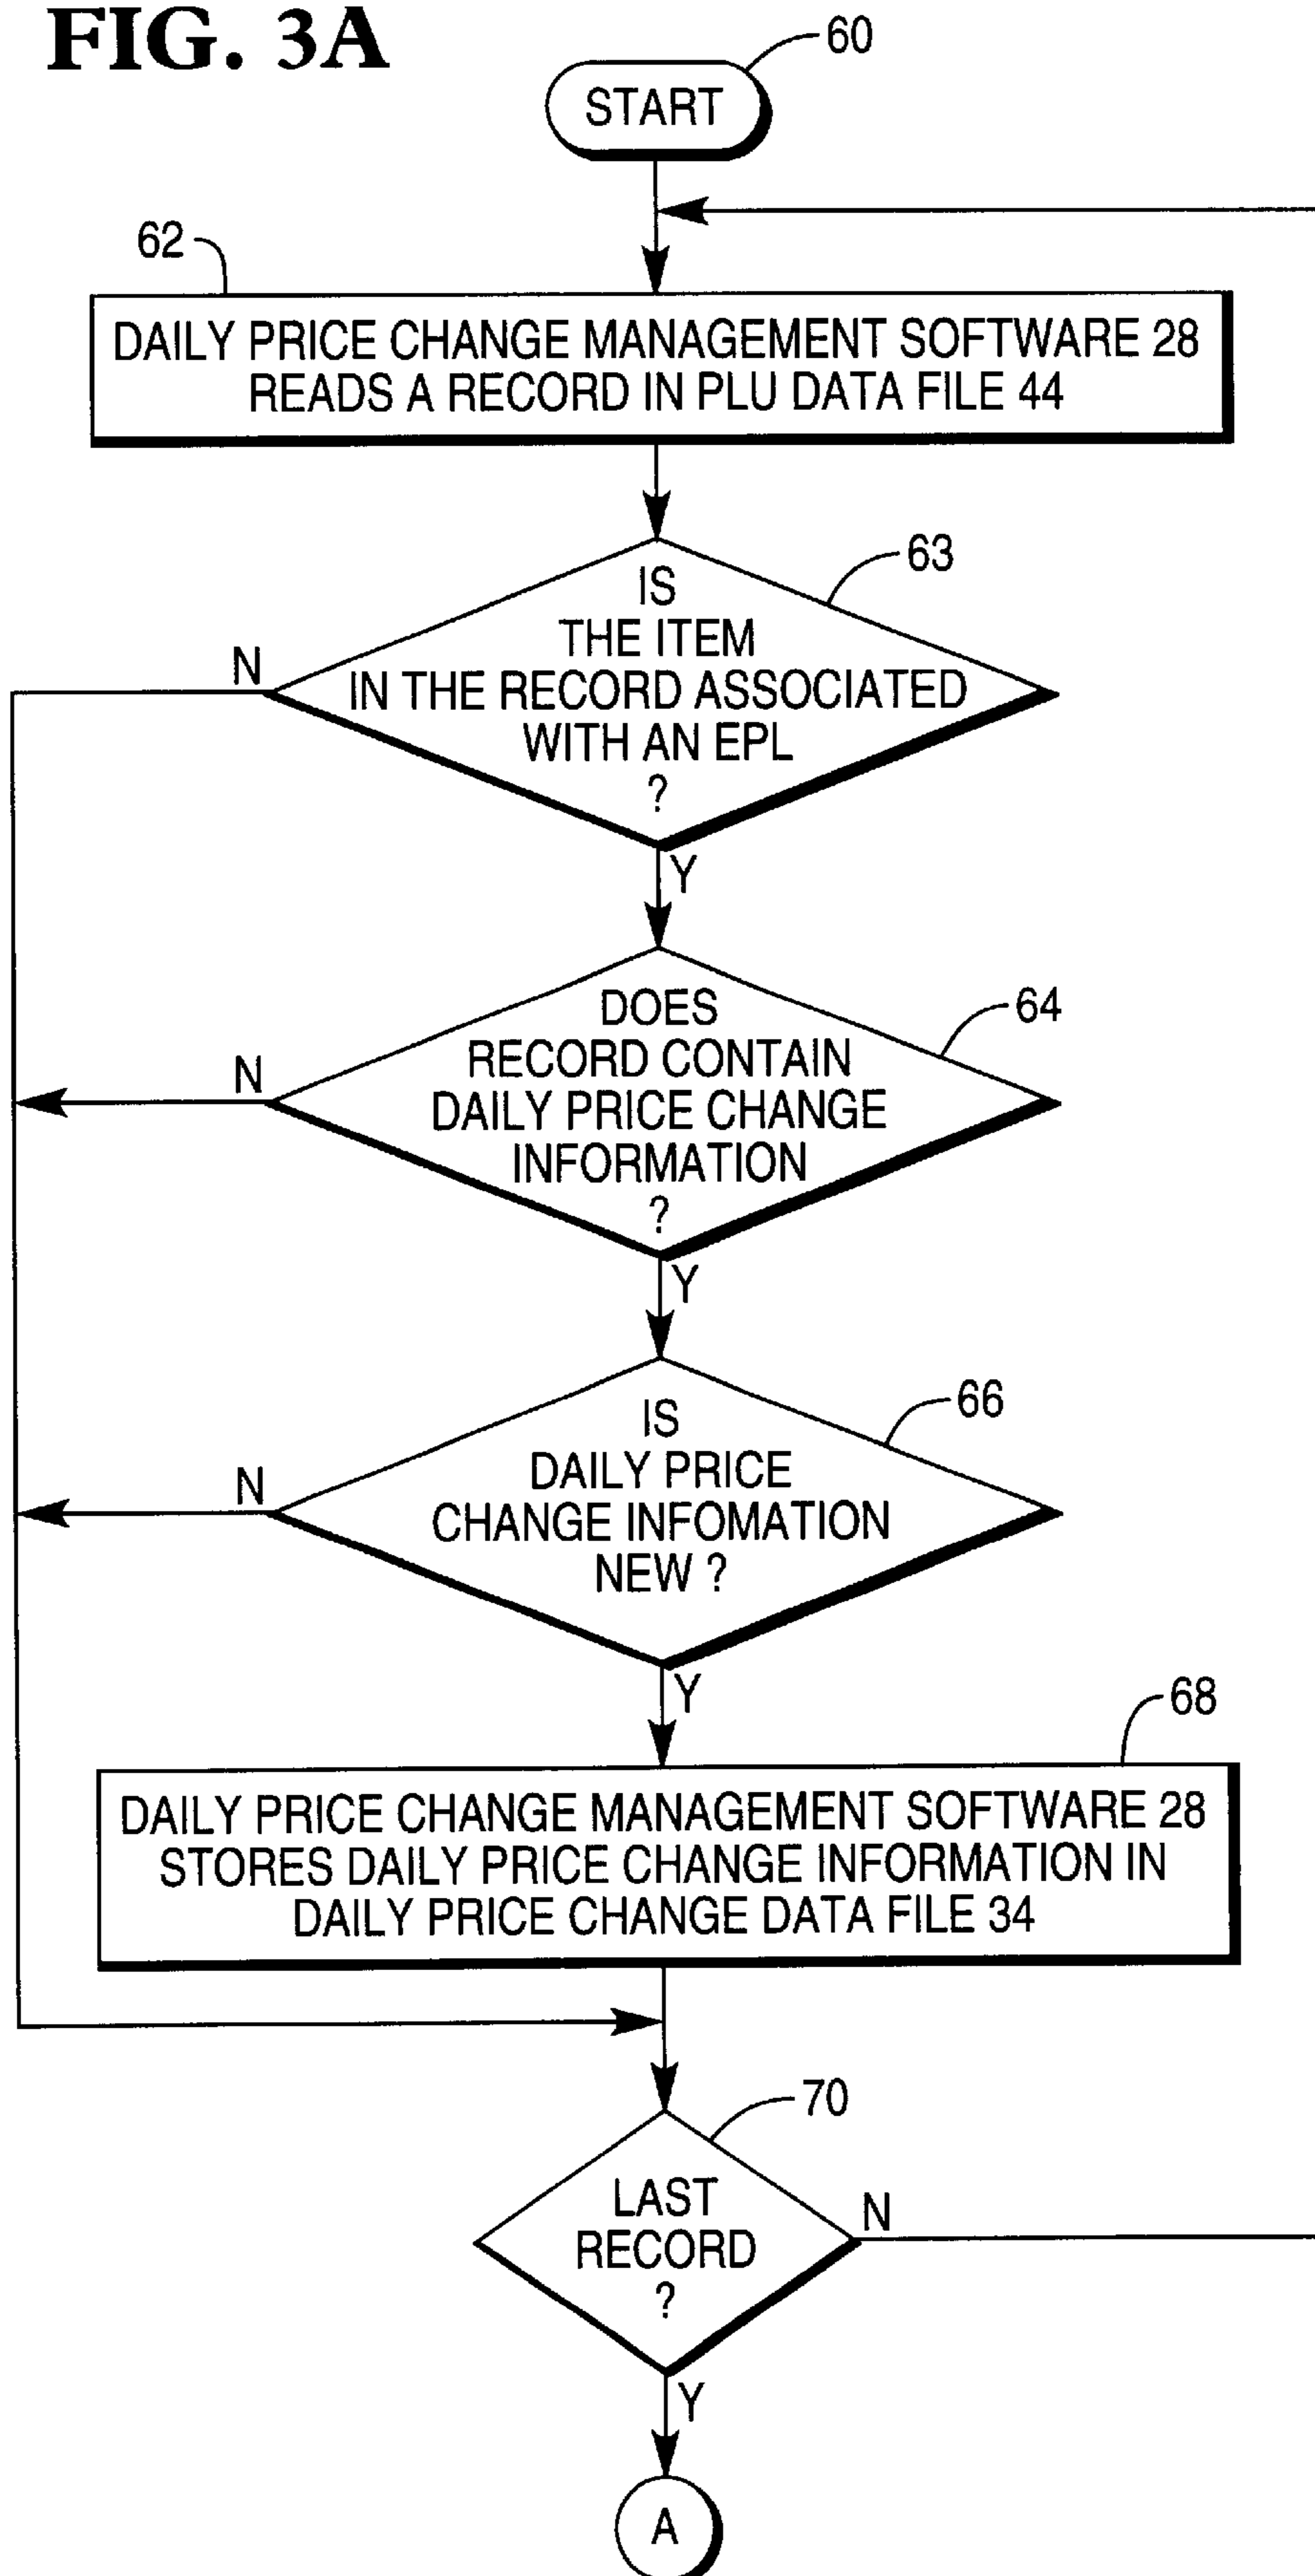 FIG. 3A
60
START
62
DAILY PRICE CHANGE MANAGEMENT SOFTWARE 28
READS A RECORD IN PLU DATA FILE 44
63
IS
THE ITEM
IN THE RECORD ASSOCIATED
WITH AN EPL
?
N
Y
64
DOES
RECORD CONTAIN
DAILY PRICE CHANGE
INFORMATION
?
N
Y
66
IS
DAILY PRICE
CHANGE INFOMATION
NEW ?
N
Y
68
DAILY PRICE CHANGE MANAGEMENT SOFTWARE 28
STORES DAILY PRICE CHANGE INFORMATION IN
DAILY PRICE CHANGE DATA FILE 34
70
LAST
RECORD
?
N
Y
A